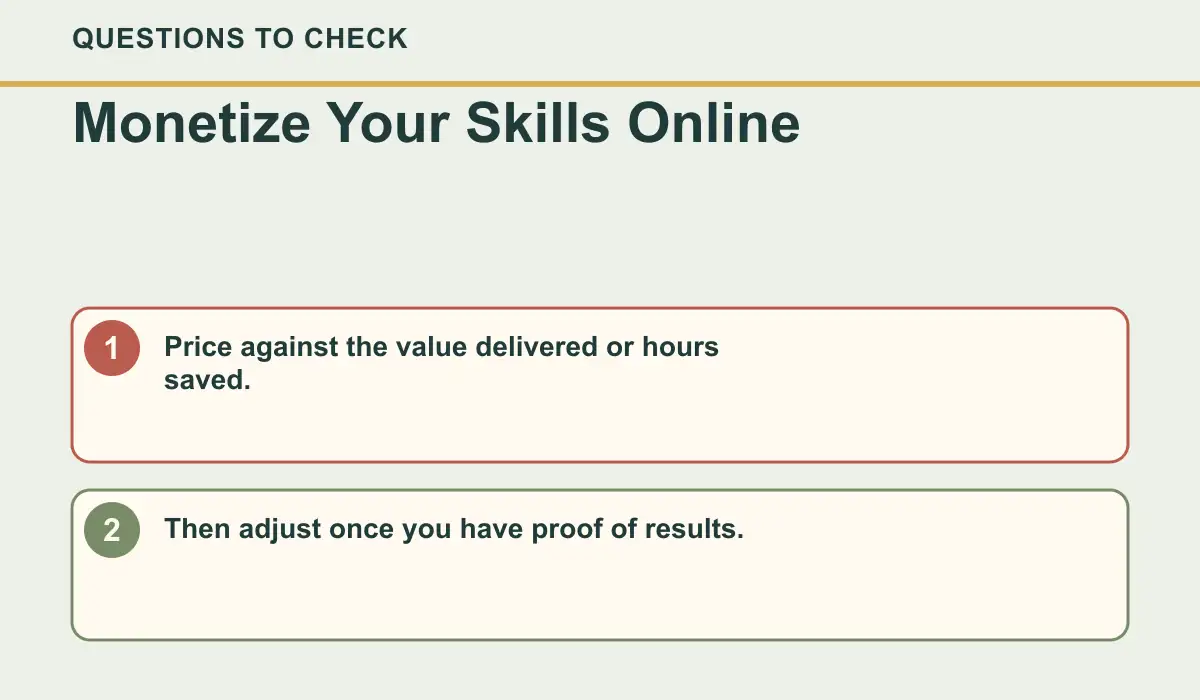 QUESTIONS TO CHECK
Monetize Your Skills Online
1
Price against the value delivered or hours
saved.
2
Then adjust once you have proof of results.